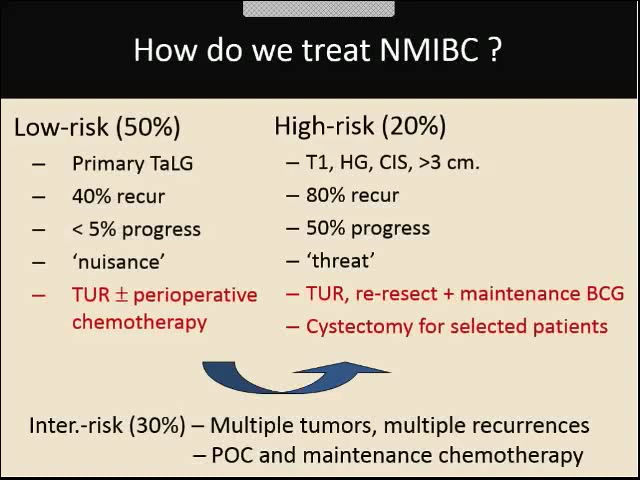 How do we treat NMIBC ?
Low-risk (50%)
– Primary TaLG
– 40% recur
– < 5% progress
– ‘nuisance’
– TUR ± perioperative
chemotherapy
High-risk (20%)
– T1, HG, CIS, >3 cm.
– 80% recur
– 50% progress
– ‘threat’
– TUR, re-resect + maintenance BCG
– Cystectomy for selected patients
Inter.-risk (30%) – Multiple tumors, multiple recurrences
– POC and maintenance chemotherapy